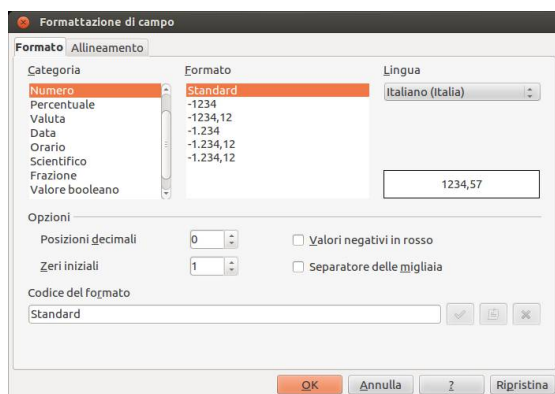 Formattazione di campo
Formato Allineamento
Categoria Formato Lingua
Numero Standard Italiano (Italia)
Percentuale -1234
Valuta -1234,12
Data -1.234
Orario -1.234,12
Scientifico -1.234,12
Frazione
Valore booleano 1234,57
Opzioni
Posizioni decimali 0 Valori negativi in rosso
Zeri iniziali 1 Separatore delle migliaia
Codice del formato
Standard
OK Annulla ? Ripristina